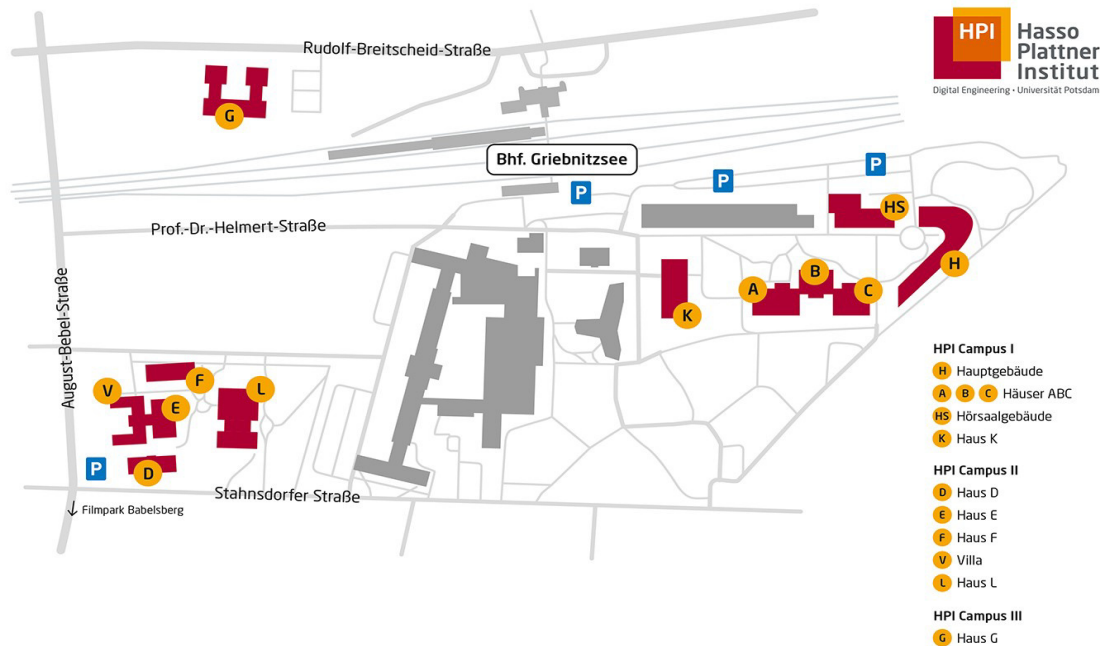 HPI
Hasso
Plattner
Institut
Digital Engineering • Universität Potsdam
Rudolf-Breitscheid-Straße
G
Bhf. Griebnitzsee
P
P
P
HS
Prof.-Dr.-Helmert-Straße
H
B
A
C
K
August-Bebel-Straße
F
V
L
E
P
D
Stahnsdorfer Straße
↓ Filmpark Babelsberg
HPI Campus I
H Hauptgebäude
A B C Häuser ABC
HS Hörsaalgebäude
K Haus K
HPI Campus II
D Haus D
E Haus E
F Haus F
V Villa
L Haus L
HPI Campus III
G Haus G